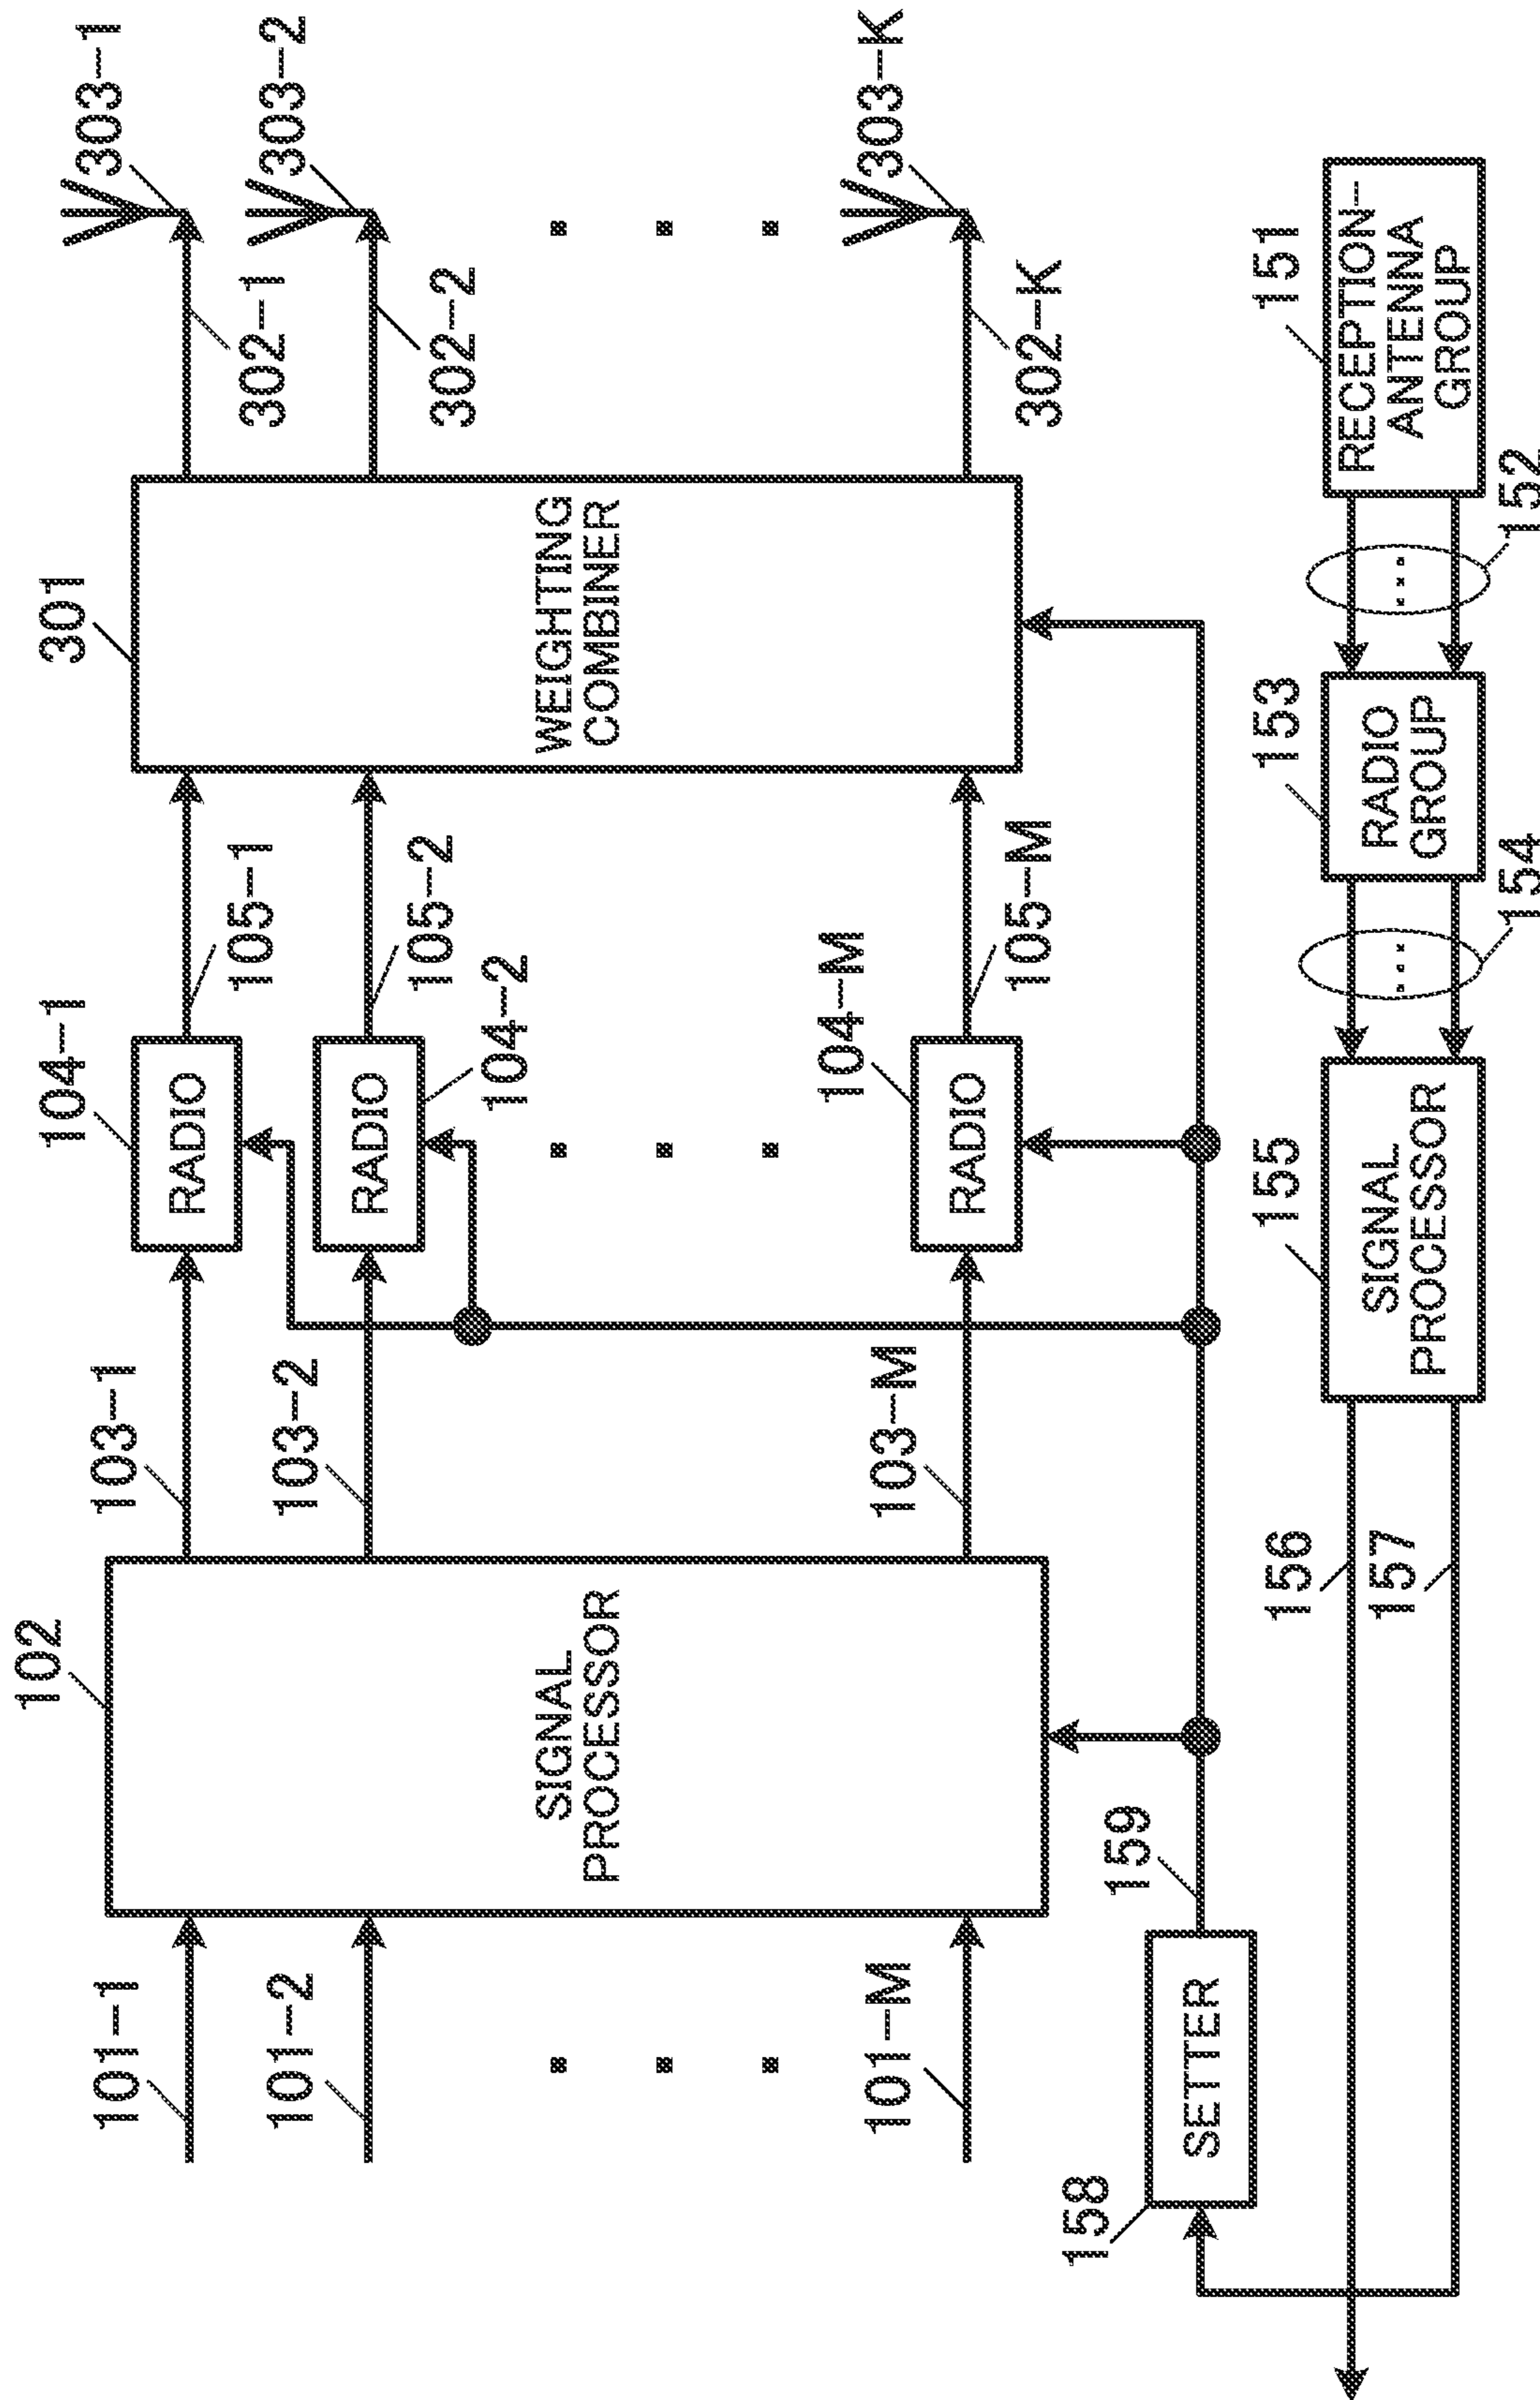 101-1
101-2
101-M
102
SIGNAL
PROCESSOR
103-1
103-2
103-M
104-1
RADIO
RADIO
104-2
104-M
RADIO
105-1
105-2
105-M
301
WEIGHTING
COMBINER
302-1
302-2
302-K
303-1
303-2
303-K
158
SETTER
159
156
157
155
SIGNAL
PROCESSOR
154
153
RADIO
GROUP
152
151
RECEPTION-
ANTENNA
GROUP